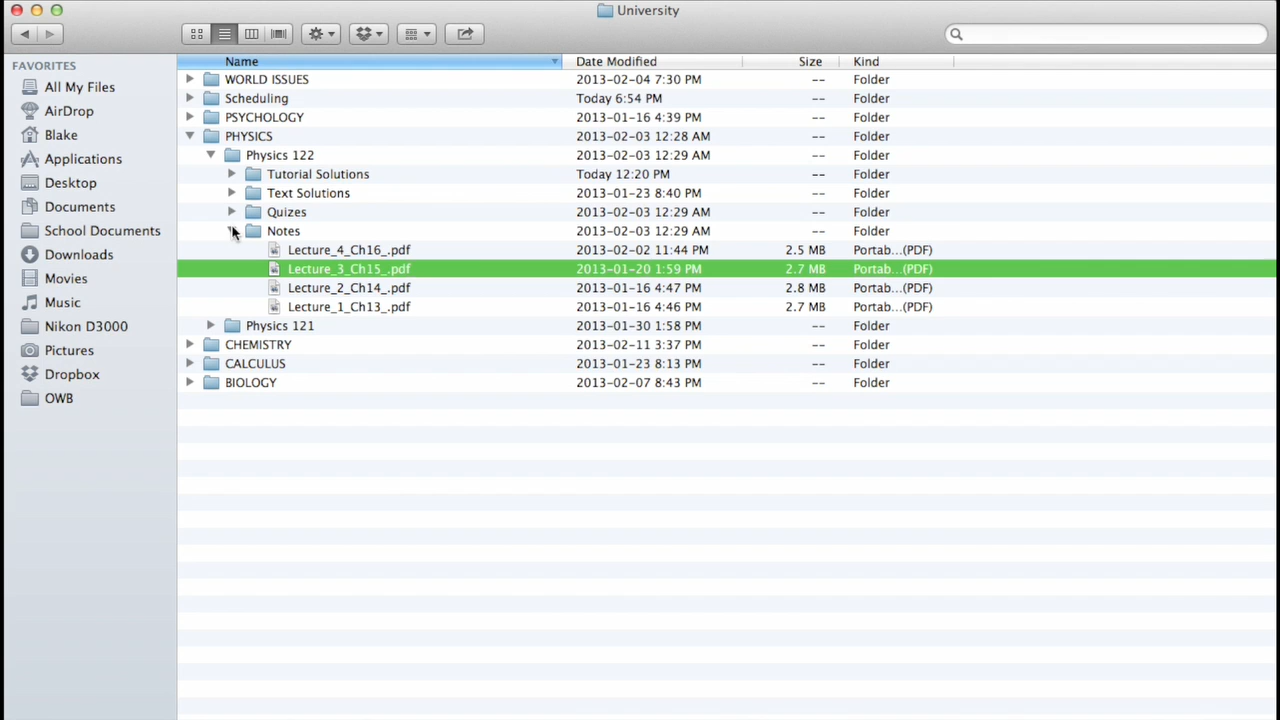 University
FAVORITES
All My Files
AirDrop
Blake
Applications
Desktop
Documents
School Documents
Downloads
Movies
Music
Nikon D3000
Pictures
Dropbox
OWB
Name Date Modified Size Kind
WORLD ISSUES 2013-02-04 7:30 PM -- Folder
Scheduling Today 6:54 PM -- Folder
PSYCHOLOGY 2013-01-16 4:39 PM -- Folder
PHYSICS 2013-02-03 12:28 AM -- Folder
Physics 122 2013-02-03 12:29 AM -- Folder
Tutorial Solutions Today 12:20 PM -- Folder
Text Solutions 2013-01-23 8:40 PM -- Folder
Quizes 2013-02-03 12:29 AM -- Folder
Notes 2013-02-03 12:29 AM -- Folder
Lecture_4_Ch16_.pdf 2013-02-02 11:44 PM 2.5 MB Portab...(PDF)
Lecture_3_Ch15_.pdf 2013-01-20 1:59 PM 2.7 MB Portab...(PDF)
Lecture_2_Ch14_.pdf 2013-01-16 4:47 PM 2.8 MB Portab...(PDF)
Lecture_1_Ch13_.pdf 2013-01-16 4:46 PM 2.7 MB Portab...(PDF)
Physics 121 2013-01-30 1:58 PM -- Folder
CHEMISTRY 2013-02-11 3:37 PM -- Folder
CALCULUS 2013-01-23 8:13 PM -- Folder
BIOLOGY 2013-02-07 8:43 PM -- Folder